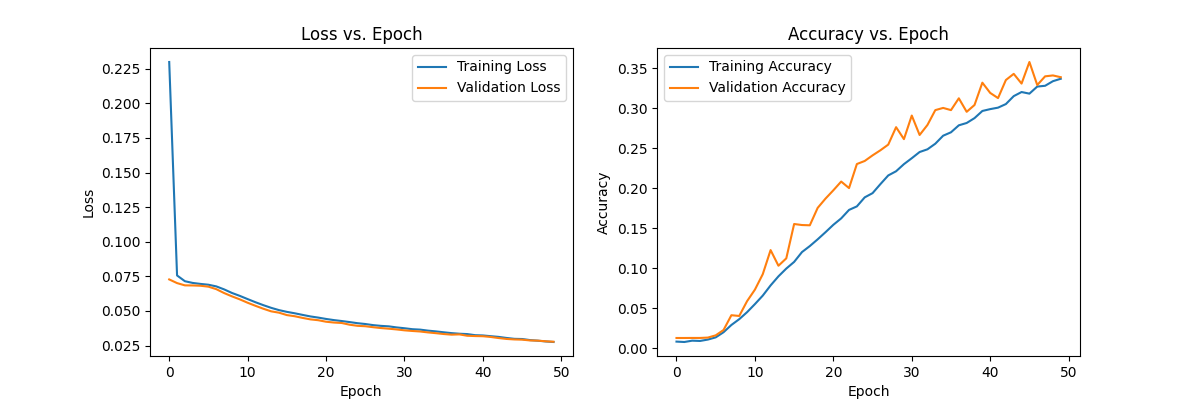 Loss vs. Epoch
Training Loss
Validation Loss
0.225
0.200
0.175
0.150
0.125
0.100
0.075
0.050
0.025
Loss
0 10 20 30 40 50
Epoch
Accuracy vs. Epoch
Training Accuracy
Validation Accuracy
0.35
0.30
0.25
0.20
0.15
0.10
0.05
0.00
Accuracy
0 10 20 30 40 50
Epoch